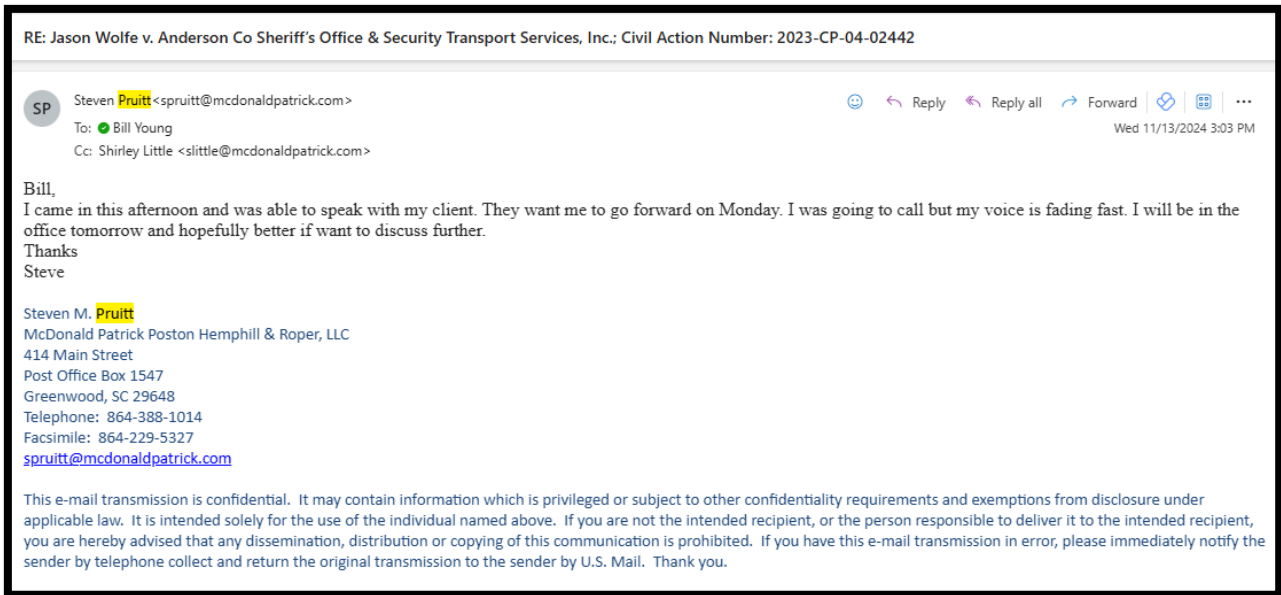 RE: Jason Wolfe v. Anderson Co Sheriff's Office & Security Transport Services, Inc.; Civil Action Number: 2023-CP-04-02442
SP
Steven Pruitt<spruitt@mcdonaldpatrick.com>
Reply
Reply all
Forward
To: Bill Young
Wed 11/13/2024 3:03 PM
Cc: Shirley Little <slittle@mcdonaldpatrick.com>
Bill,
I came in this afternoon and was able to speak with my client. They want me to go forward on Monday. I was going to call but my voice is fading fast. I will be in the
office tomorrow and hopefully better if want to discuss further.
Thanks
Steve
Steven M. Pruitt
McDonald Patrick Poston Hemphill & Roper, LLC
414 Main Street
Post Office Box 1547
Greenwood, SC 29648
Telephone: 864-388-1014
Facsimile: 864-229-5327
spruitt@mcdonaldpatrick.com
This e-mail transmission is confidential. It may contain information which is privileged or subject to other confidentiality requirements and exemptions from disclosure under
applicable law. It is intended solely for the use of the individual named above. If you are not the intended recipient, or the person responsible to deliver it to the intended recipient,
you are hereby advised that any dissemination, distribution or copying of this communication is prohibited. If you have this e-mail transmission in error, please immediately notify the
sender by telephone collect and return the original transmission to the sender by U.S. Mail. Thank you.